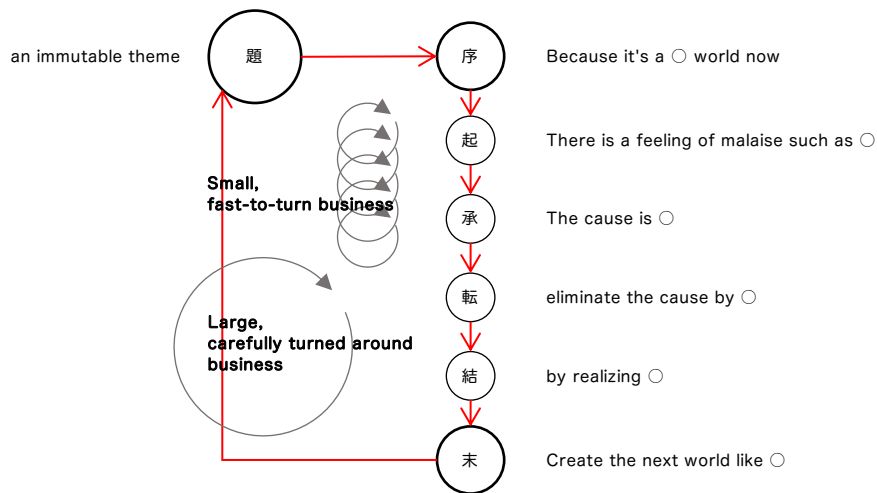 an immutable theme
題
序
Because it's a ○ world now
起
There is a feeling of malaise such as ○
Small,
fast-to-turn business
承
The cause is ○
転
eliminate the cause by ○
Large,
carefully turned around
business
結
by realizing ○
末
Create the next world like ○